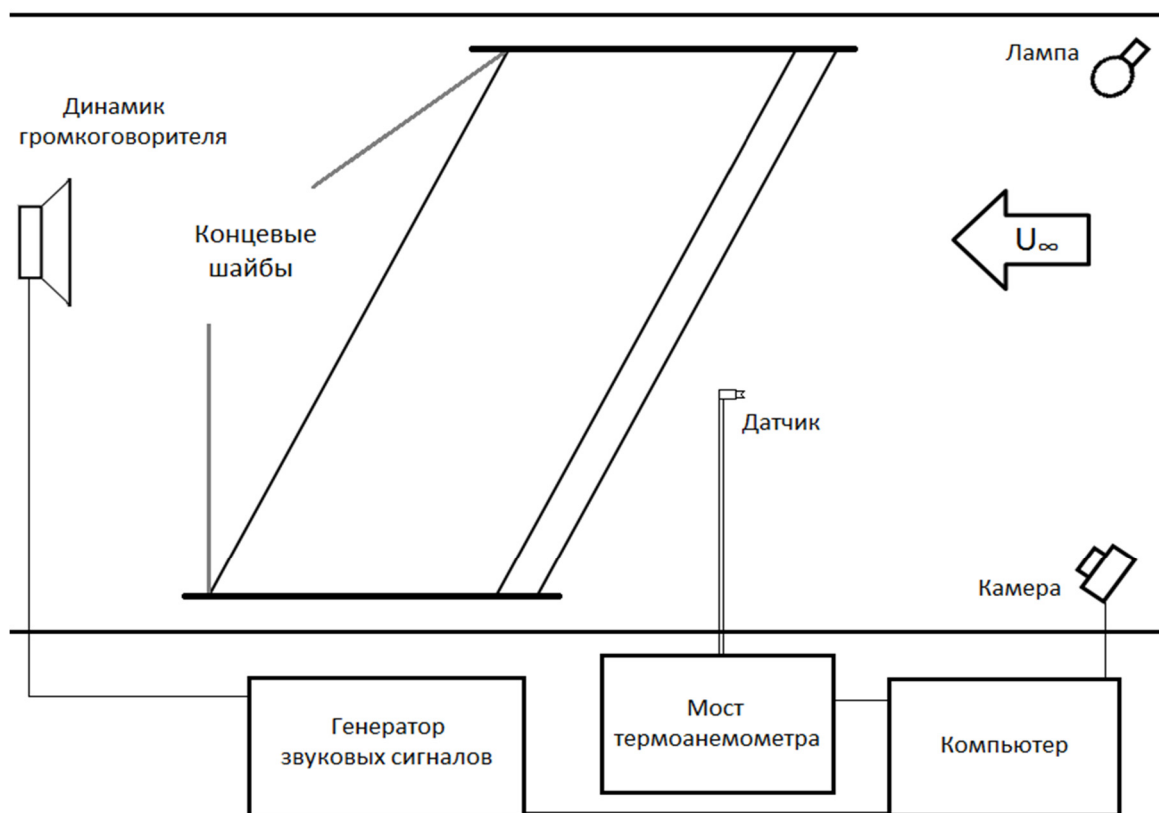 Лампа
Динамик
громкоговорителя
Концевые
шайбы
U∞
Датчик
Камера
Генератор
звуковых сигналов
Мост
термоанемометра
Компьютер